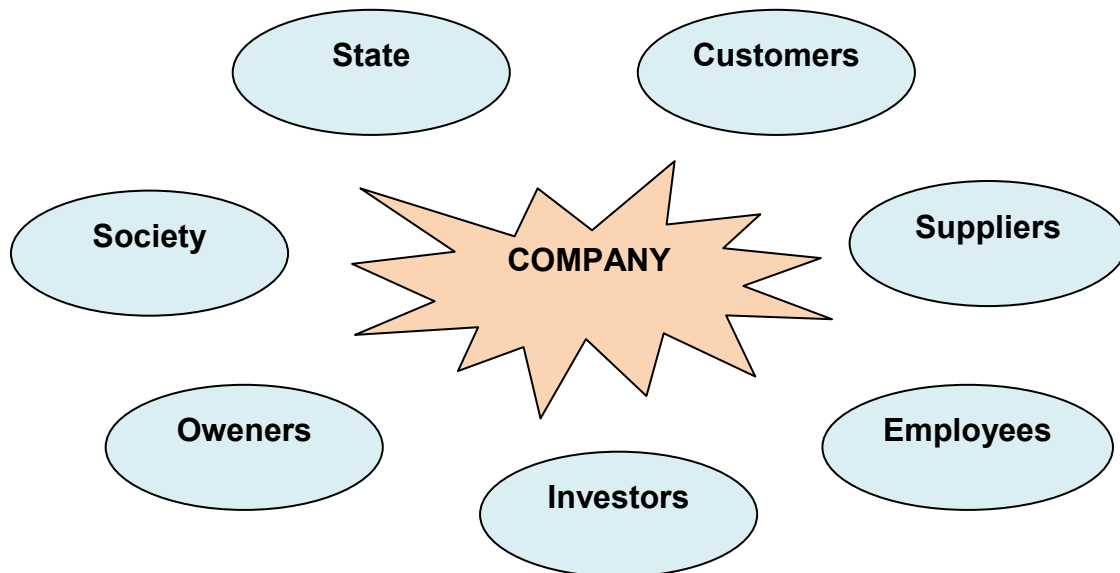 State
Customers
Society
COMPANY
Suppliers
Oweners
Employees
Investors